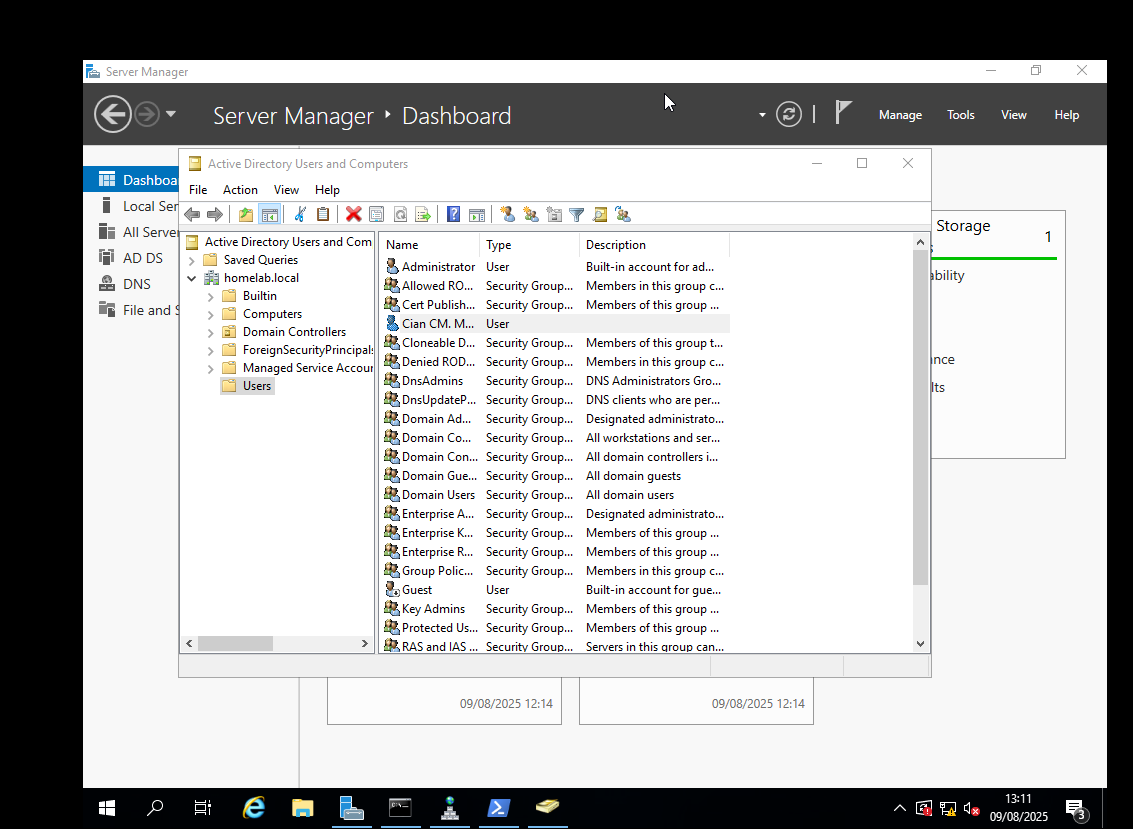 Server Manager
Server Manager ‣ Dashboard
Manage Tools View Help
Active Directory Users and Computers
File Action View Help
Dashboa
Local Ser
All Server
AD DS
DNS
File and S
Active Directory Users and Com
Saved Queries
homelab.local
Builtin
Computers
Domain Controllers
ForeignSecurityPrincipals
Managed Service Accour
Users
Name Type Description
Administrator User Built-in account for ad...
Allowed RO... Security Group... Members in this group c...
Cert Publish... Security Group... Members of this group ...
Cian CM. M... User
Cloneable D... Security Group... Members of this group t...
Denied ROD... Security Group... Members in this group c...
DnsAdmins Security Group... DNS Administrators Gro...
DnsUpdateP... Security Group... DNS clients who are per...
Domain Ad... Security Group... Designated administrato...
Domain Co... Security Group... All workstations and ser...
Domain Con... Security Group... All domain controllers i...
Domain Gue... Security Group... All domain guests
Domain Users Security Group... All domain users
Enterprise A... Security Group... Designated administrato...
Enterprise K... Security Group... Members of this group ...
Enterprise R... Security Group... Members of this group ...
Group Polic... Security Group... Members in this group c...
Guest User Built-in account for gue...
Key Admins Security Group... Members of this group ...
Protected Us... Security Group... Members of this group ...
RAS and IAS ... Security Group... Servers in this group can...
Storage
1
s
ability
ance
lts
09/08/2025 12:14
09/08/2025 12:14
13:11
09/08/2025
3